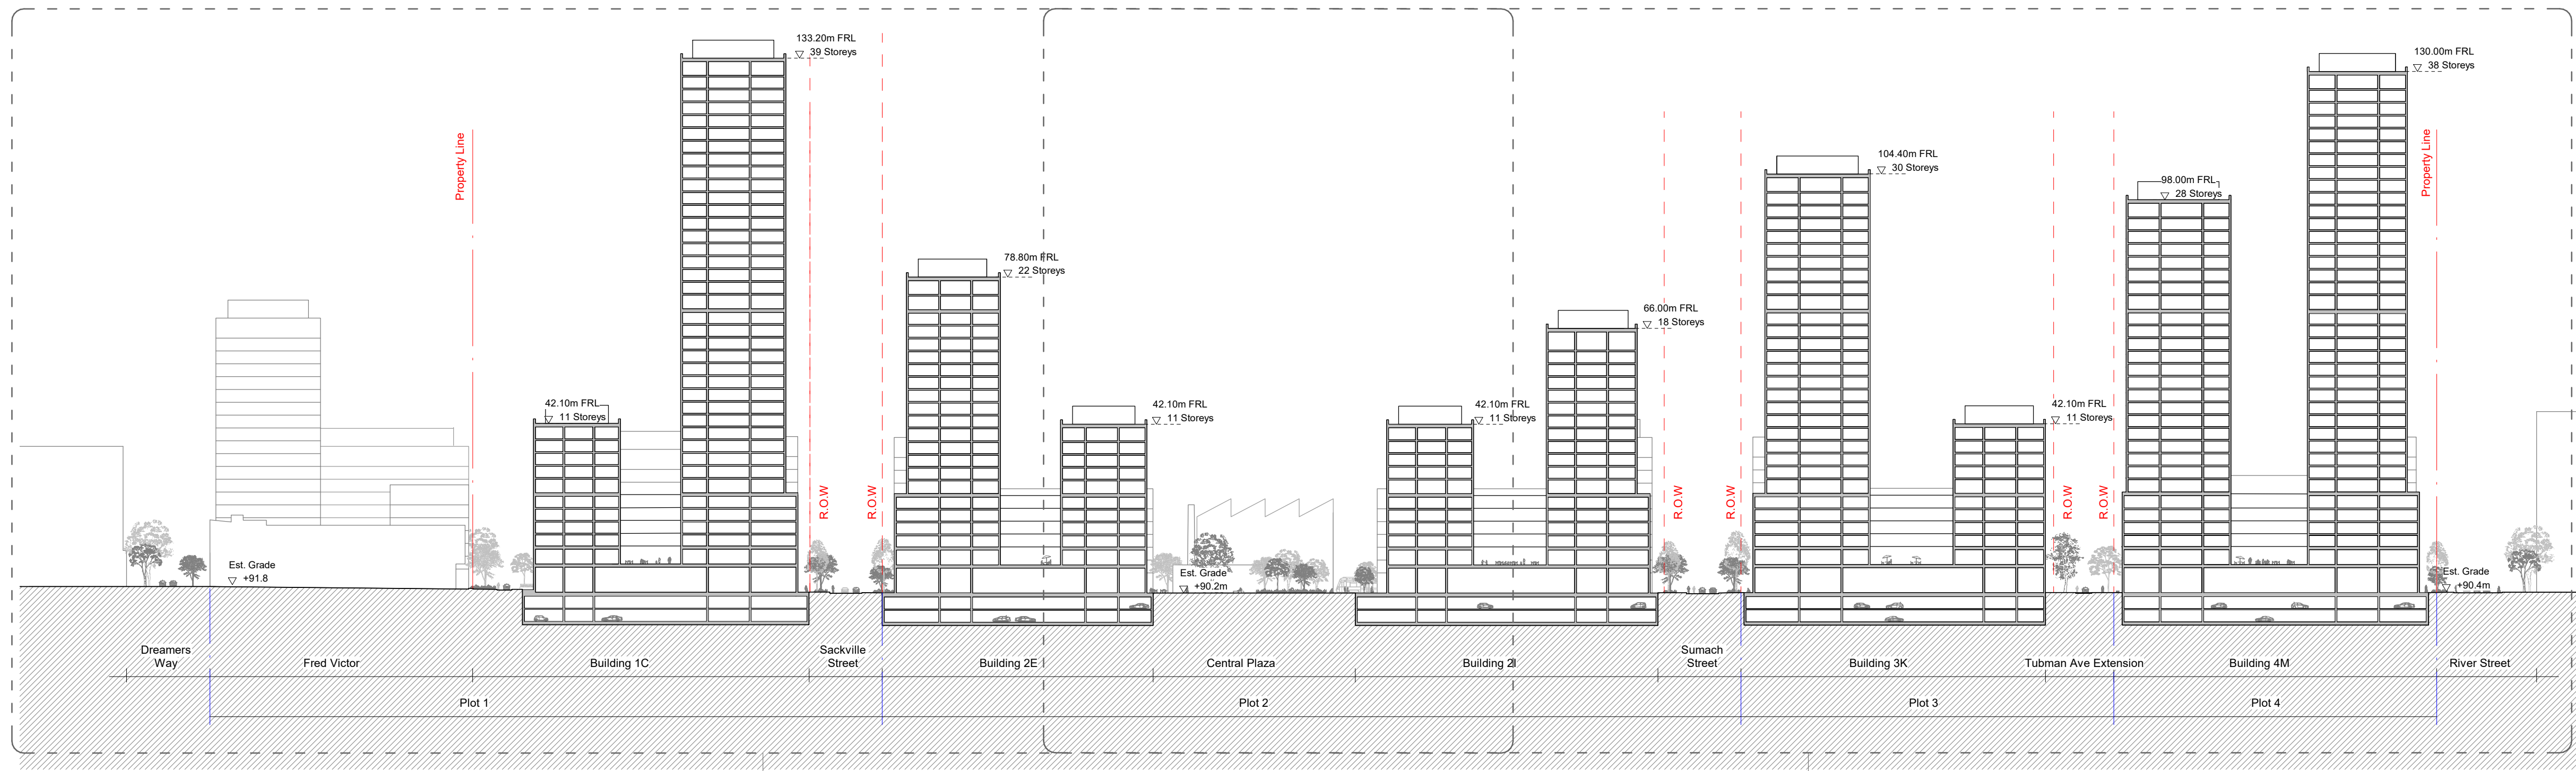 133.20m FRL
39 Storeys
130.00m FRL
38 Storeys
Property Line
Property Line
104.40m FRL
30 Storeys
98.00m FRL
28 Storeys
78.80m FRL
22 Storeys
66.00m FRL
18 Storeys
42.10m FRL
11 Storeys
42.10m FRL
11 Storeys
42.10m FRL
11 Storeys
42.10m FRL
11 Storeys
R.O.W
R.O.W
R.O.W
R.O.W
R.O.W
R.O.W
Est. Grade
+91.8
Est. Grade
+90.2m
Est. Grade
+90.4m
Dreamers
Way
Fred Victor
Building 1C
Sackville
Street
Building 2E
Central Plaza
Building 2I
Sumach
Street
Building 3K
Tubman Ave Extension
Building 4M
River Street
Plot 1
Plot 2
Plot 3
Plot 4